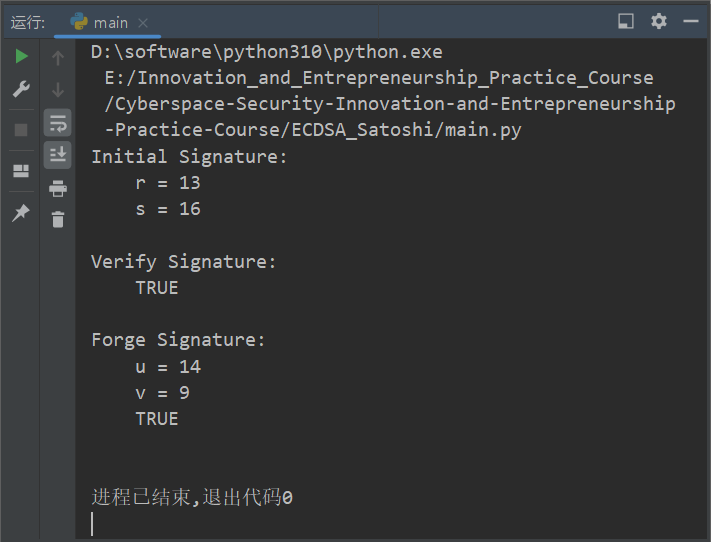 运行: main
D:\software\python310\python.exe
E:/Innovation_and_Entrepreneurship_Practice_Course
/Cyberspace-Security-Innovation-and-Entrepreneurship
-Practice-Course/ECDSA_Satoshi/main.py
Initial Signature:
r = 13
s = 16
Verify Signature:
TRUE
Forge Signature:
u = 14
v = 9
TRUE
进程已结束,退出代码0